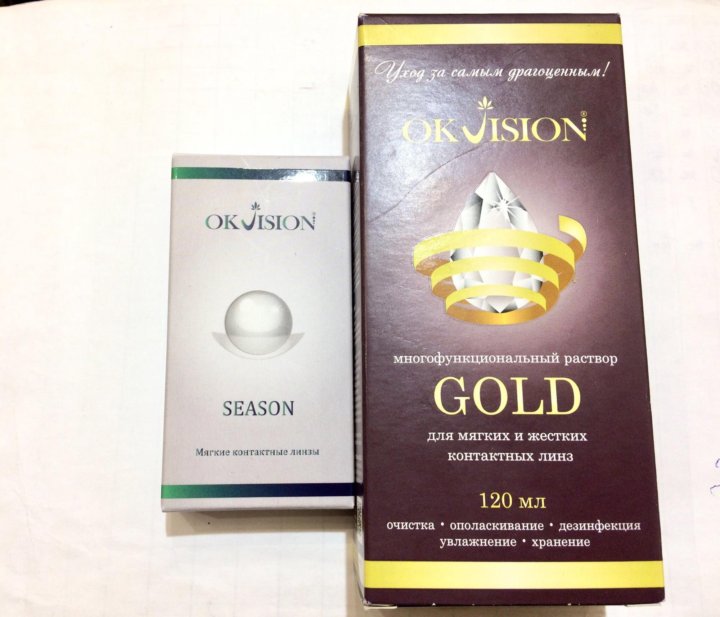 OKVISION
SEASON
Мягкие контактные линзы
Уход за самым драгоценным!
OKVISION®
многофункциональный раствор
GOLD
для мягких и жестких
контактных линз
120 мл
очистка • ополаскивание • дезинфекция
увлажнение • хранение